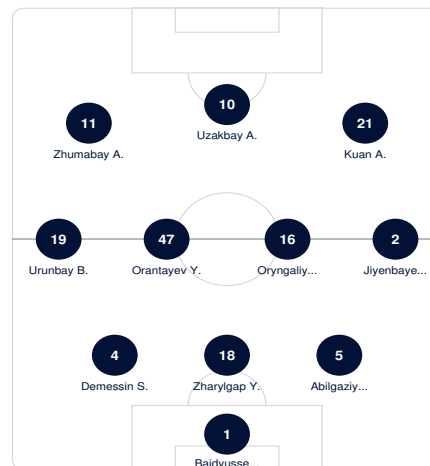 10
11
21
Uzakbay A.
Zhumabay A.
Kuan A.
19
47
16
2
Urunbay B.
Orantayev Y.
Oryngaliy...
Jiyenbaye...
4
18
5
Demessin S.
Zharylgap Y.
Abilgaziy...
1
Baidyusse...